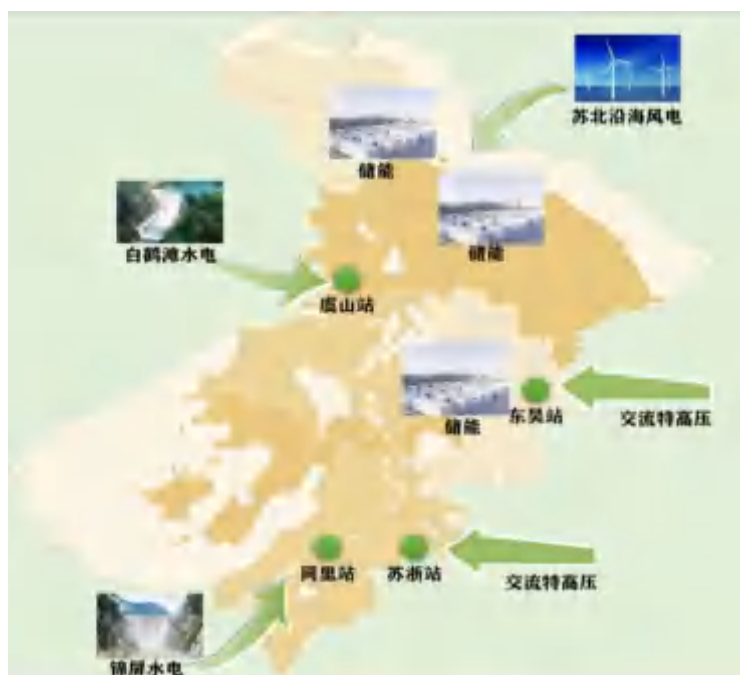 苏北沿海风电
储能
白鹤滩水电
储能
虞山站
储能
东吴站
交流特高压
同里站
苏浙站
交流特高压
锦屏水电